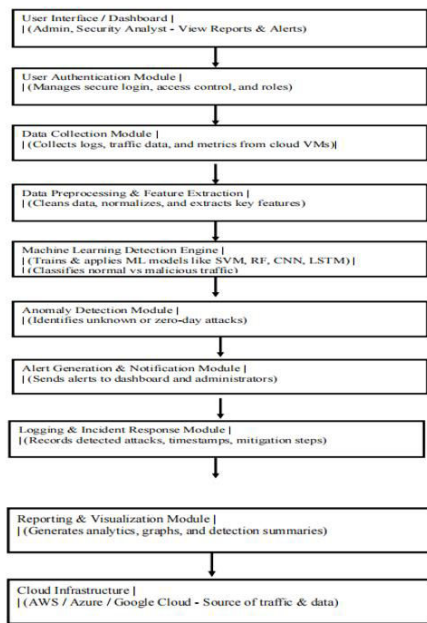 User Interface / Dashboard |
| (Admin, Security Analyst - View Reports & Alerts)
User Authentication Module |
| (Manages secure login, access control, and roles)
Data Collection Module |
| (Collects logs, traffic data, and metrics from cloud VMs)|
Data Preprocessing & Feature Extraction |
| (Cleans data, normalizes, and extracts key features)
Machine Learning Detection Engine |
| (Trains & applies ML models like SVM, RF, CNN, LSTM) |
| (Classifies normal vs malicious traffic)
Anomaly Detection Module |
| (Identifies unknown or zero-day attacks)
Alert Generation & Notification Module |
| (Sends alerts to dashboard and administrators)
Logging & Incident Response Module |
| (Records detected attacks, timestamps, mitigation steps)
Reporting & Visualization Module |
| (Generates analytics, graphs, and detection summaries)
Cloud Infrastructure |
| (AWS / Azure / Google Cloud - Source of traffic & data)